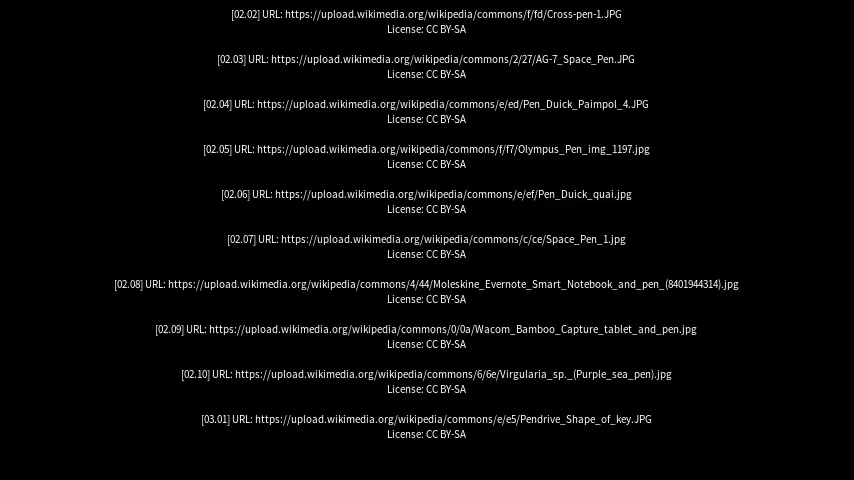 [02.02] URL: https://upload.wikimedia.org/wikipedia/commons/f/fd/Cross-pen-1.JPG
License: CC BY-SA
[02.03] URL: https://upload.wikimedia.org/wikipedia/commons/2/27/AG-7_Space_Pen.JPG
License: CC BY-SA
[02.04] URL: https://upload.wikimedia.org/wikipedia/commons/e/ed/Pen_Duick_Paimpol_4.JPG
License: CC BY-SA
[02.05] URL: https://upload.wikimedia.org/wikipedia/commons/f/f7/Olympus_Pen_img_1197.jpg
License: CC BY-SA
[02.06] URL: https://upload.wikimedia.org/wikipedia/commons/e/ef/Pen_Duick_quai.jpg
License: CC BY-SA
[02.07] URL: https://upload.wikimedia.org/wikipedia/commons/c/ce/Space_Pen_1.jpg
License: CC BY-SA
[02.08] URL: https://upload.wikimedia.org/wikipedia/commons/4/44/Moleskine_Evernote_Smart_Notebook_and_pen_(8401944314).jpg
License: CC BY-SA
[02.09] URL: https://upload.wikimedia.org/wikipedia/commons/0/0a/Wacom_Bamboo_Capture_tablet_and_pen.jpg
License: CC BY-SA
[02.10] URL: https://upload.wikimedia.org/wikipedia/commons/6/6e/Virgularia_sp._(Purple_sea_pen).jpg
License: CC BY-SA
[03.01] URL: https://upload.wikimedia.org/wikipedia/commons/e/e5/Pendrive_Shape_of_key.JPG
License: CC BY-SA